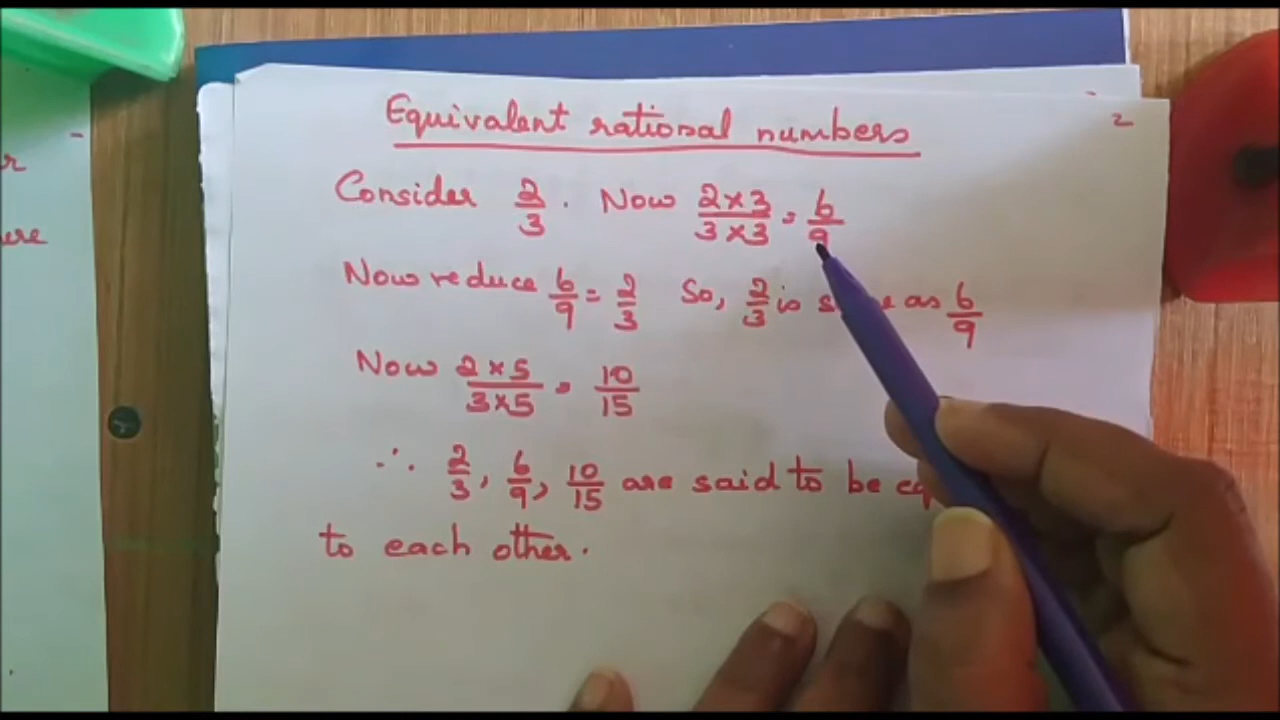 Equivalent rational numbers
2
Consider 2/3. Now 2×3/3×3 = 6/9
Now reduce 6/9 = 2/3 So, 2/3 is as 6/9
Now 2×5/3×5 = 10/15
∴ 2/3, 6/9, 10/15 are said to be
to each other.
ere